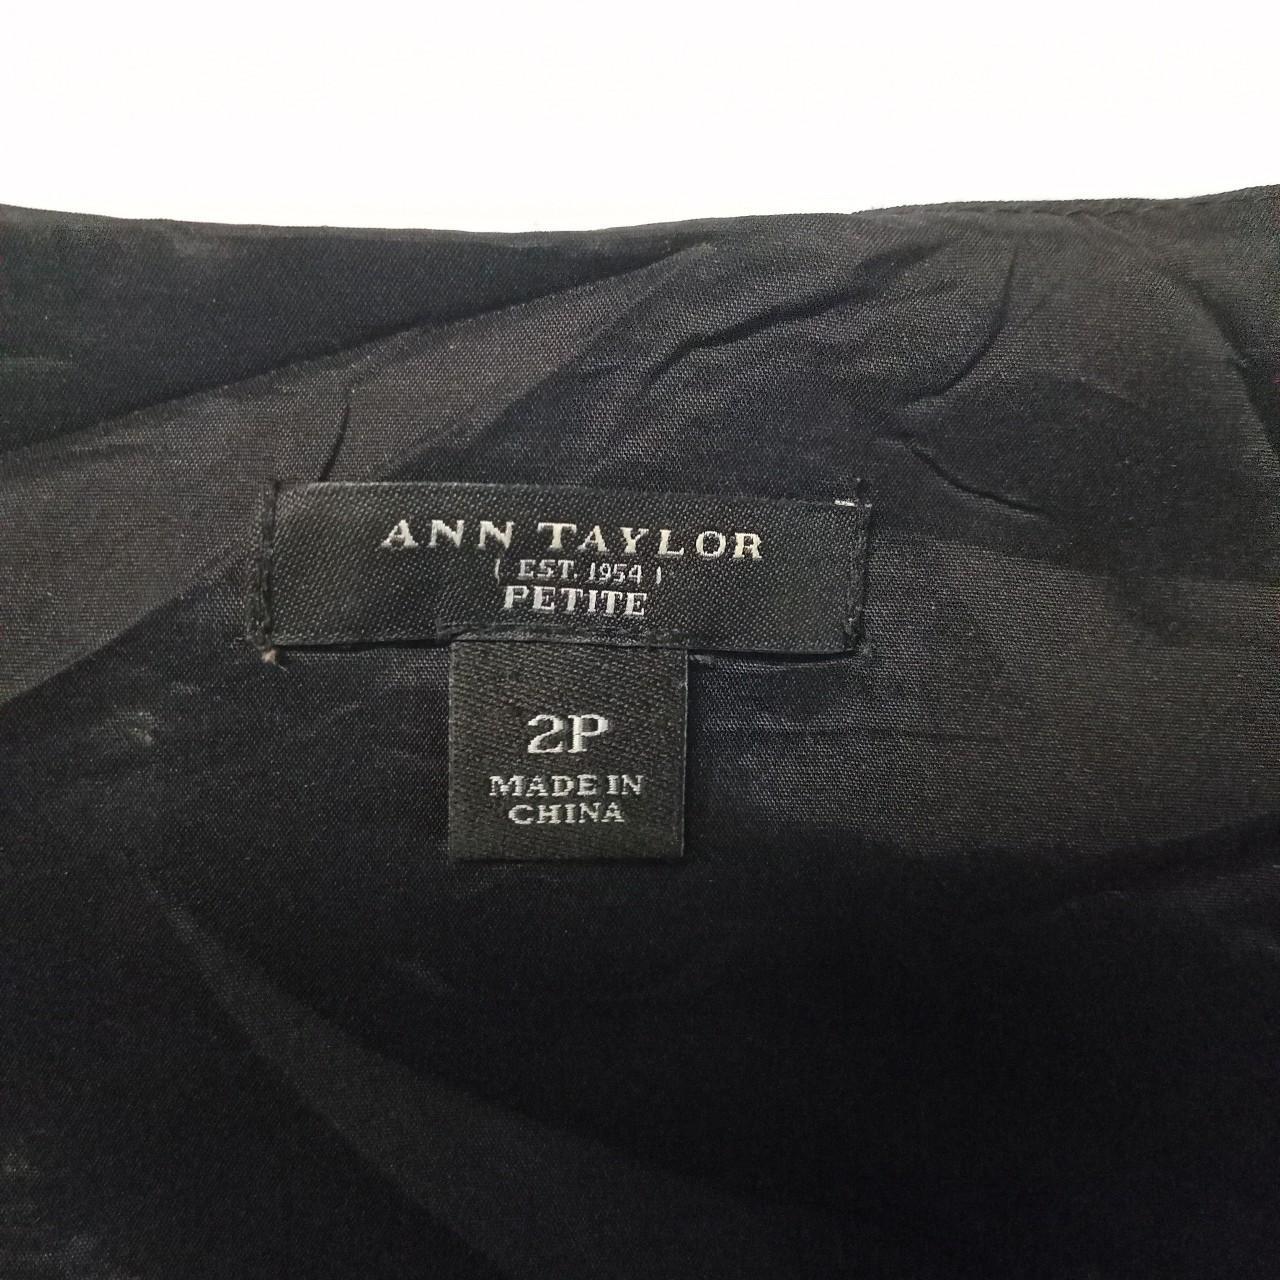 ANN TAYLOR
( EST. 1954 )
PETITE
2P
MADE IN
CHINA